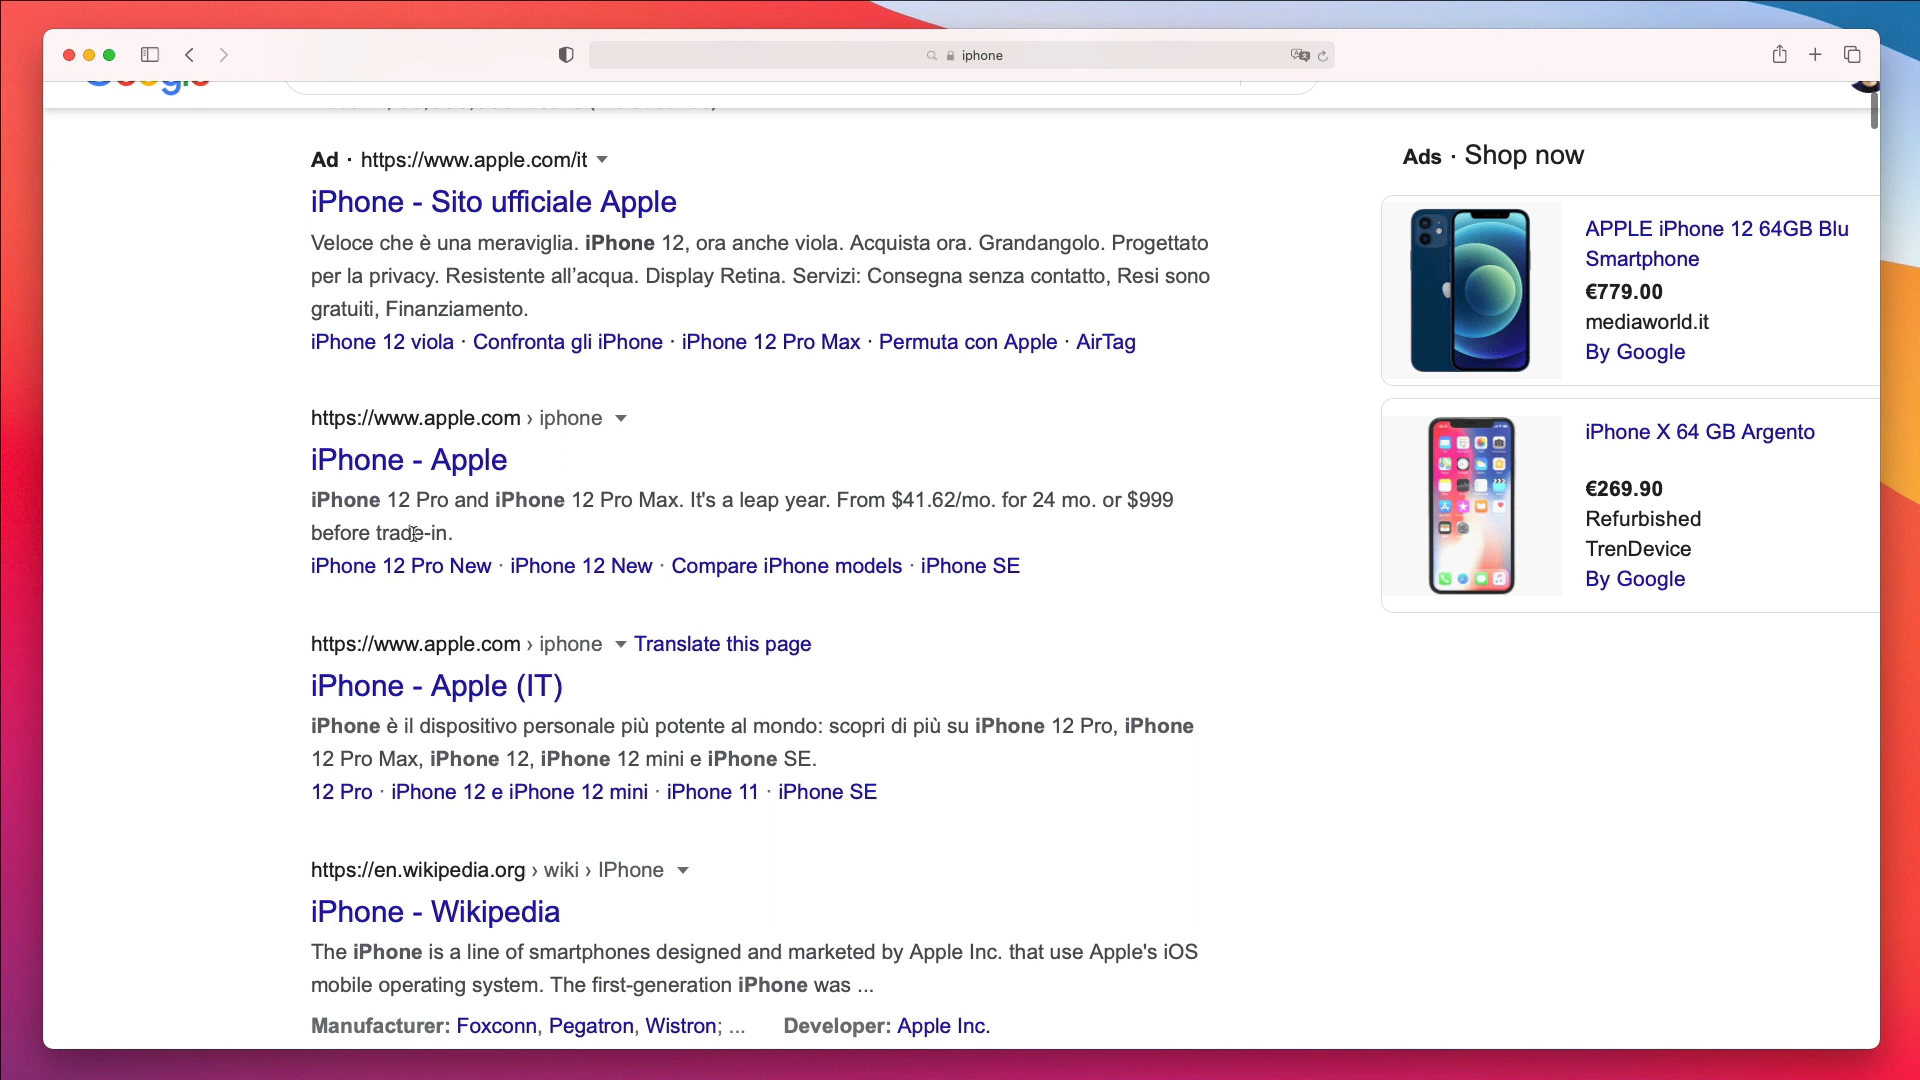 iphone
Google
Ad · https://www.apple.com/it
iPhone - Sito ufficiale Apple
Veloce che è una meraviglia. iPhone 12, ora anche viola. Acquista ora. Grandangolo. Progettato
per la privacy. Resistente all’acqua. Display Retina. Servizi: Consegna senza contatto, Resi sono
gratuiti, Finanziamento.
iPhone 12 viola · Confronta gli iPhone · iPhone 12 Pro Max · Permuta con Apple · AirTag
https://www.apple.com › iphone
iPhone - Apple
iPhone 12 Pro and iPhone 12 Pro Max. It's a leap year. From $41.62/mo. for 24 mo. or $999
before trade-in.
iPhone 12 Pro New · iPhone 12 New · Compare iPhone models · iPhone SE
https://www.apple.com › iphone Translate this page
iPhone - Apple (IT)
iPhone è il dispositivo personale più potente al mondo: scopri di più su iPhone 12 Pro, iPhone
12 Pro Max, iPhone 12, iPhone 12 mini e iPhone SE.
12 Pro · iPhone 12 e iPhone 12 mini · iPhone 11 · iPhone SE
https://en.wikipedia.org › wiki › IPhone
iPhone - Wikipedia
The iPhone is a line of smartphones designed and marketed by Apple Inc. that use Apple's iOS
mobile operating system. The first-generation iPhone was ...
Manufacturer: Foxconn, Pegatron, Wistron; ... Developer: Apple Inc.
Ads · Shop now
APPLE iPhone 12 64GB Blu
Smartphone
€779.00
mediaworld.it
By Google
iPhone X 64 GB Argento
€269.90
Refurbished
TrenDevice
By Google